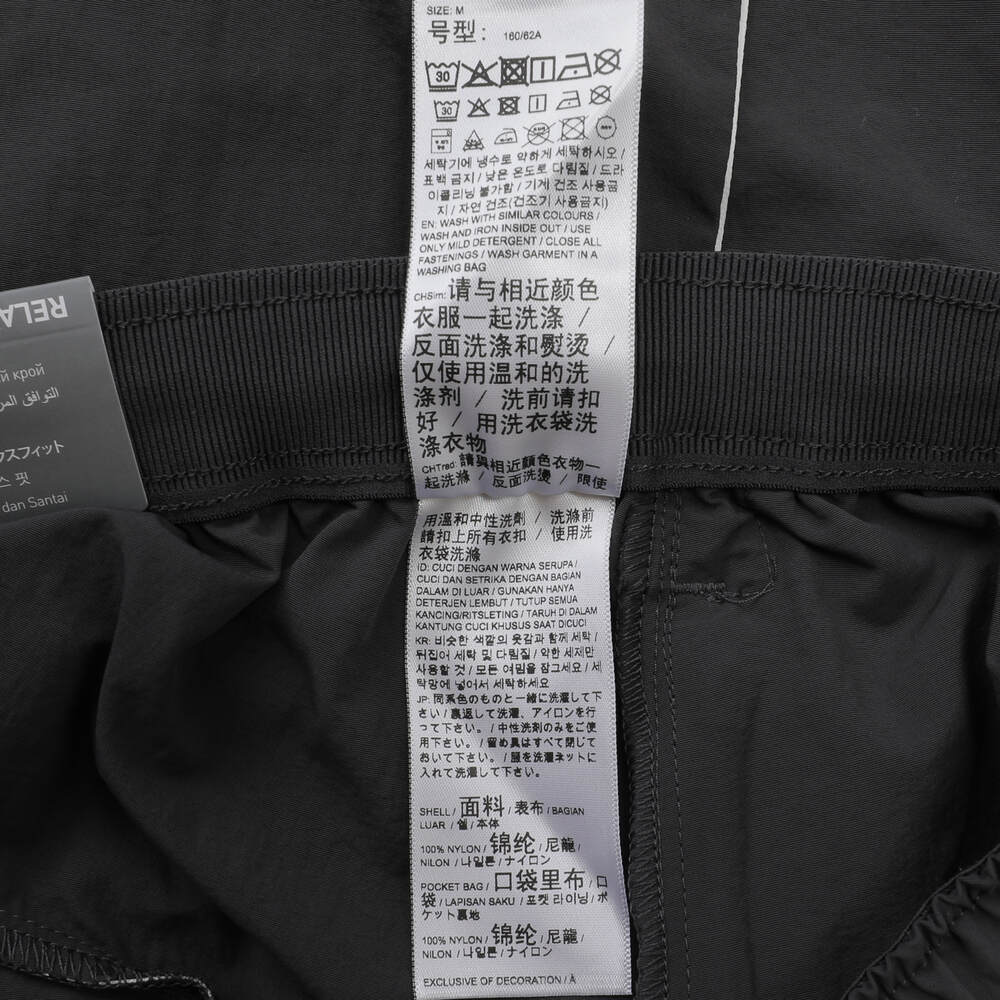 SIZE: M
号型: 160/62A
30
30
세탁기에 냉수로 약하게 세탁하시오 /
표백 금지 / 낮은 온도로 다림질 / 드라
이클리닝 불가함 / 기계 건조 사용금
지 / 자연 건조(건조기 사용금지)
EN: WASH WITH SIMILAR COLOURS /
WASH AND IRON INSIDE OUT / USE
ONLY MILD DETERGENT / CLOSE ALL
FASTENINGS / WASH GARMENT IN A
WASHING BAG
CHSim: 请与相近颜色
衣服一起洗涤 /
反面洗涤和熨烫 /
仅使用温和的洗
涤剂 / 洗前请扣
好 / 用洗衣袋洗
涤衣物
CHTrad: 請與相近顏色衣物一
起洗滌 / 反面洗燙 / 限使
用溫和中性洗劑 / 洗滌前
請扣上所有衣扣 / 使用洗
衣袋洗滌
ID: CUCI DENGAN WARNA SERUPA /
CUCI DAN SETRIKA DENGAN BAGIAN
DALAM DI LUAR / GUNAKAN HANYA
DETERJEN LEMBUT / TUTUP SEMUA
KANCING/RITSLETING / TARUH DI DALAM
KANTUNG CUCI KHUSUS SAAT DICUCI
KR: 비슷한 색깔의 옷감과 함께 세탁 /
뒤집어 세탁 및 다림질 / 약한 세제만
사용할 것 / 모든 여밈을 잠그세요 / 세
탁망에 넣어서 세탁하세요
JP: 同系色のものと一緒に洗濯して下
さい / 裏返して洗濯、アイロンを行
って下さい。 / 中性洗剤のみをご使
用下さい。 / 留め具はすべて閉じて
おいて下さい。 / 服を洗濯ネットに
入れて洗濯して下さい。
SHELL / 面料 / 表布 / BAGIAN
LUAR / 쉘 / 本体
100% NYLON / 锦纶 / 尼龍 /
NILON / 나일론 / ナイロン
POCKET BAG / 口袋里布 / 口
袋 / LAPISAN SAKU / 포켓 라이닝 / ポ
ケット裏地
100% NYLON / 锦纶 / 尼龍 /
NILON / 나일론 / ナイロン
EXCLUSIVE OF DECORATION / À
RELA
й крой
التوافق المر
クスフィット
스 핏
dan Santai